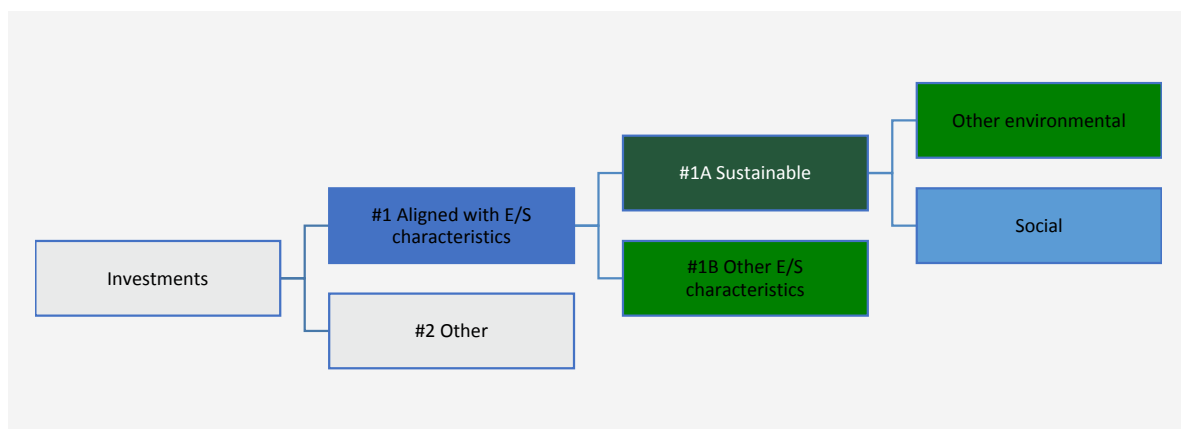 Other environmental
#1A Sustainable
#1 Aligned with E/S
characteristics
Social
Investments
#1B Other E/S
characteristics
#2 Other